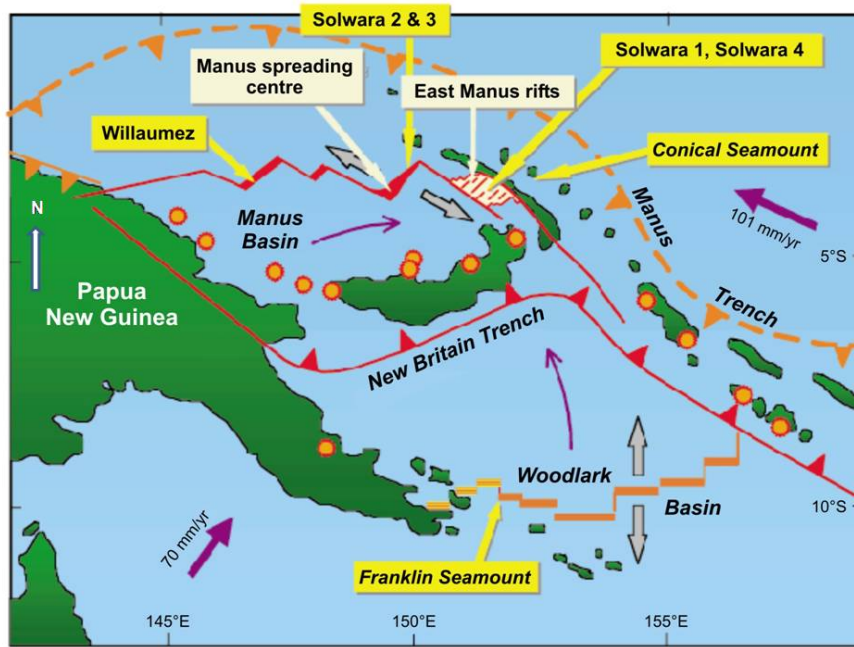 Solwara 2 & 3
Solwara 1, Solwara 4
Manus spreading
centre
East Manus rifts
Willaumez
Conical Seamount
N
Manus
Basin
Manus
Trench
101 mm/yr
5°S
Papua
New Guinea
New Britain Trench
Woodlark
Basin
10°S
70 mm/yr
Franklin Seamount
145°E
150°E
155°E